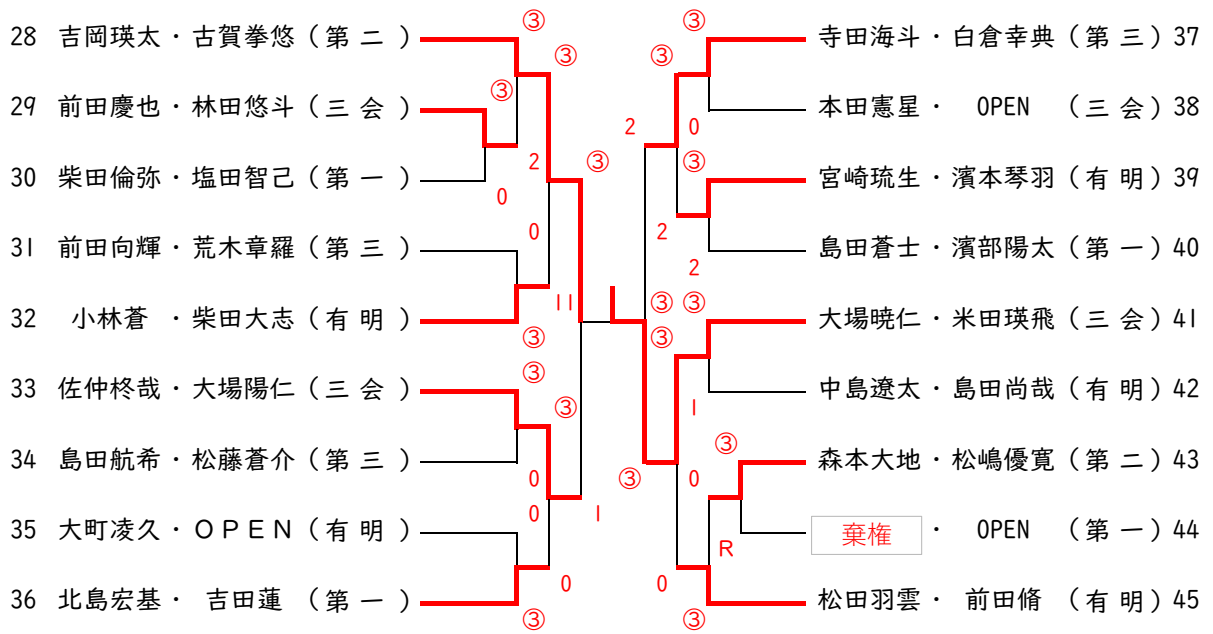 ③ ③
28 吉岡瑛太・古賀拳悠(第二) 寺田海斗・白倉幸典(第三)37
③ ③
③
29 前田慶也・林田悠斗(三会) 本田憲星・ OPEN (三会)38
2 0
2 ③ ③
30 柴田倫弥・塩田智己(第一) 宮崎琉生・濱本琴羽(有明)39
0
0 2
31 前田向輝・荒木章羅(第三) 島田蒼士・濵部陽太(第一)40
2
11 ③ ③
32 小林蒼 ・柴田大志(有明) 大場暁仁・米田瑛飛(三会)41
③ ③
③
33 佐仲柊哉・大場陽仁(三会) 中島遼太・島田尚哉(有明)42
③ 1
③
34 島田航希・松藤蒼介(第三) 森本大地・松嶋優寛(第二)43
0 ③ 0
0 1
35 大町凌久・OPEN(有明) 棄権 ・ OPEN (第一)44
R
0 0
36 北島宏基・ 吉田蓮 (第一) 松田羽雲・ 前田脩 (有明)45
③ ③